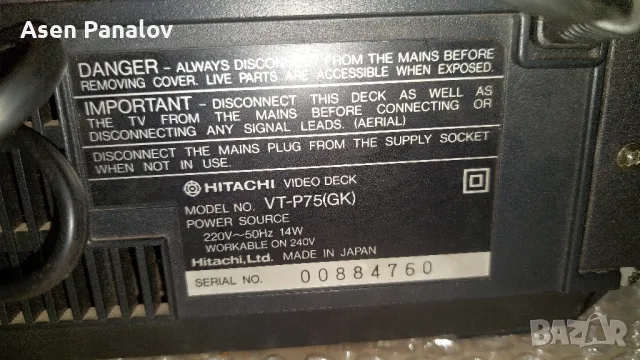 Asen Panalov
DANGER - ALWAYS DISCONNECT FROM THE MAINS BEFORE
REMOVING COVER. LIVE PARTS ARE ACCESSIBLE WHEN EXPOSED.
IMPORTANT - DISCONNECT THIS DECK AS WELL AS
THE TV FROM THE MAINS BEFORE CONNECTING OR
DISCONNECTING ANY SIGNAL LEADS. (AERIAL)
DISCONNECT THE MAINS PLUG FROM THE SUPPLY SOCKET
WHEN NOT IN USE.
HITACHI VIDEO DECK
MODEL NO. VT-P75(GK)
POWER SOURCE
220V~50Hz 14W
WORKABLE ON 240V
Hitachi,Ltd. MADE IN JAPAN
SERIAL NO. 00884760
BAZAR